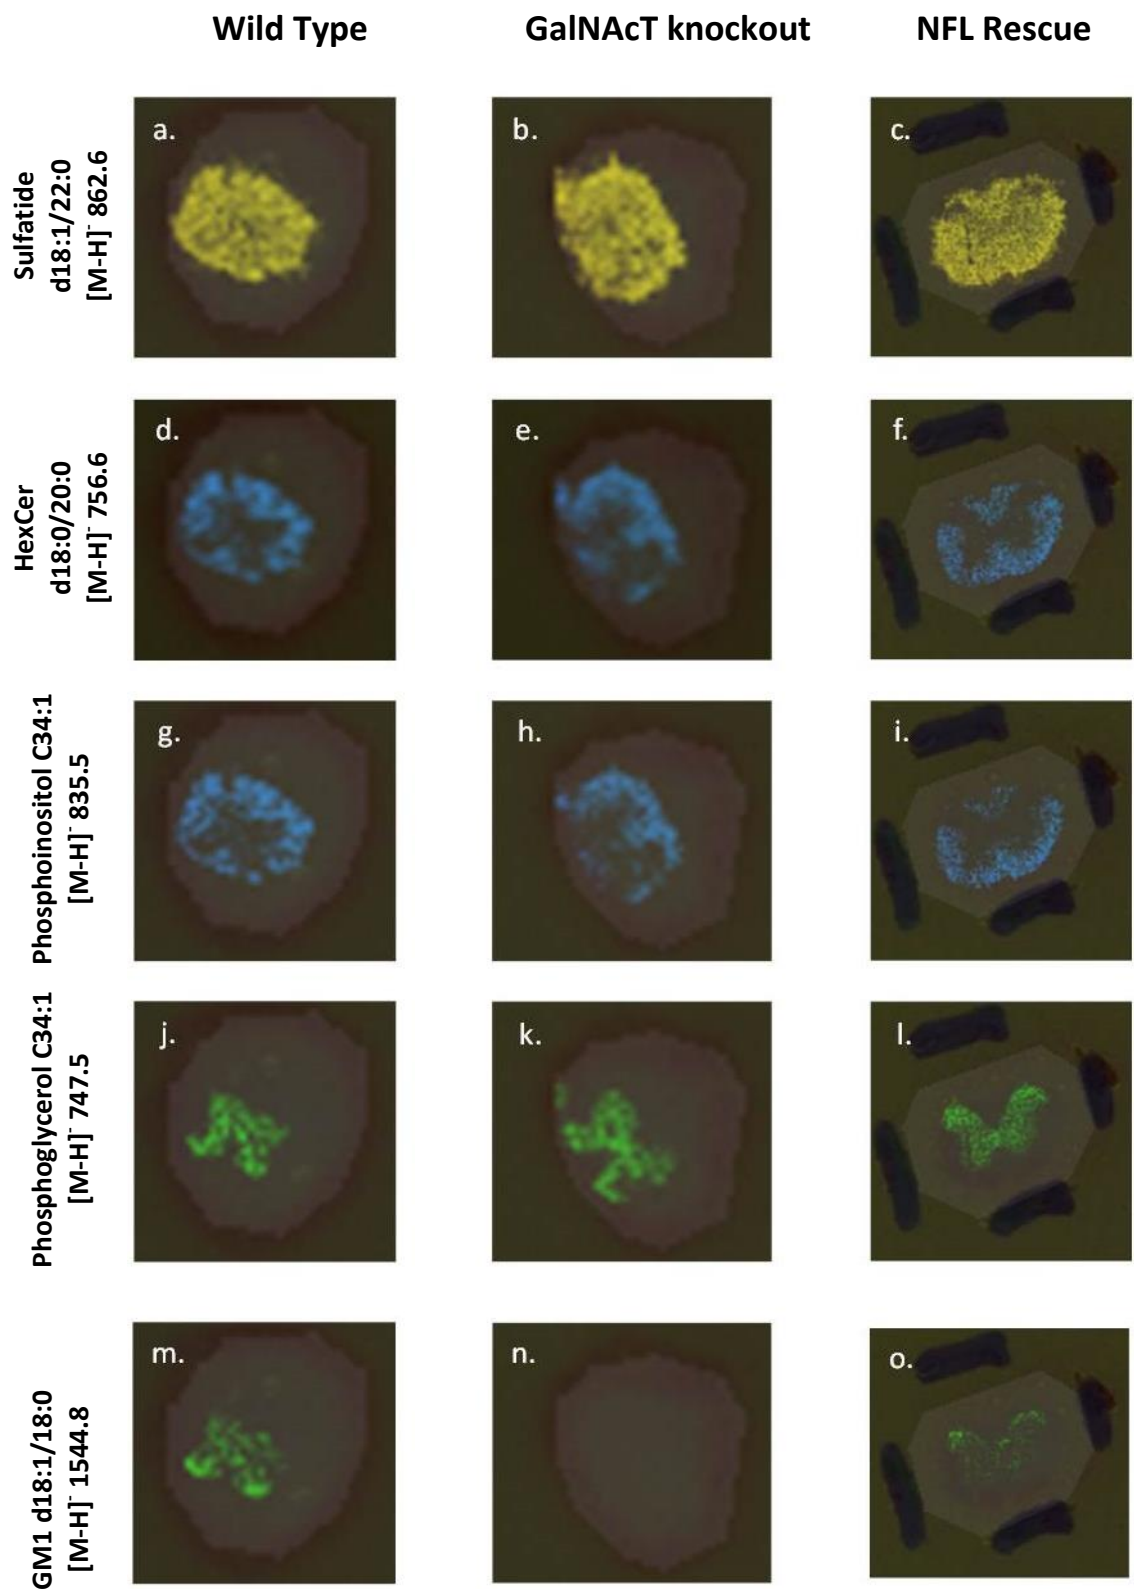 Wild Type GalNAcT knockout NFL Rescue
Sulfatide
d18:1/22:0
[M-H]⁻ 862.6
a. b. c.
HexCer
d18:0/20:0
[M-H]⁻ 756.6
d. e. f.
Phosphoinositol C34:1
[M-H]⁻ 835.5
g. h. i.
Phosphoglycerol C34:1
[M-H]⁻ 747.5
j. k. l.
GM1 d18:1/18:0
[M-H]⁻ 1544.8
m. n. o.